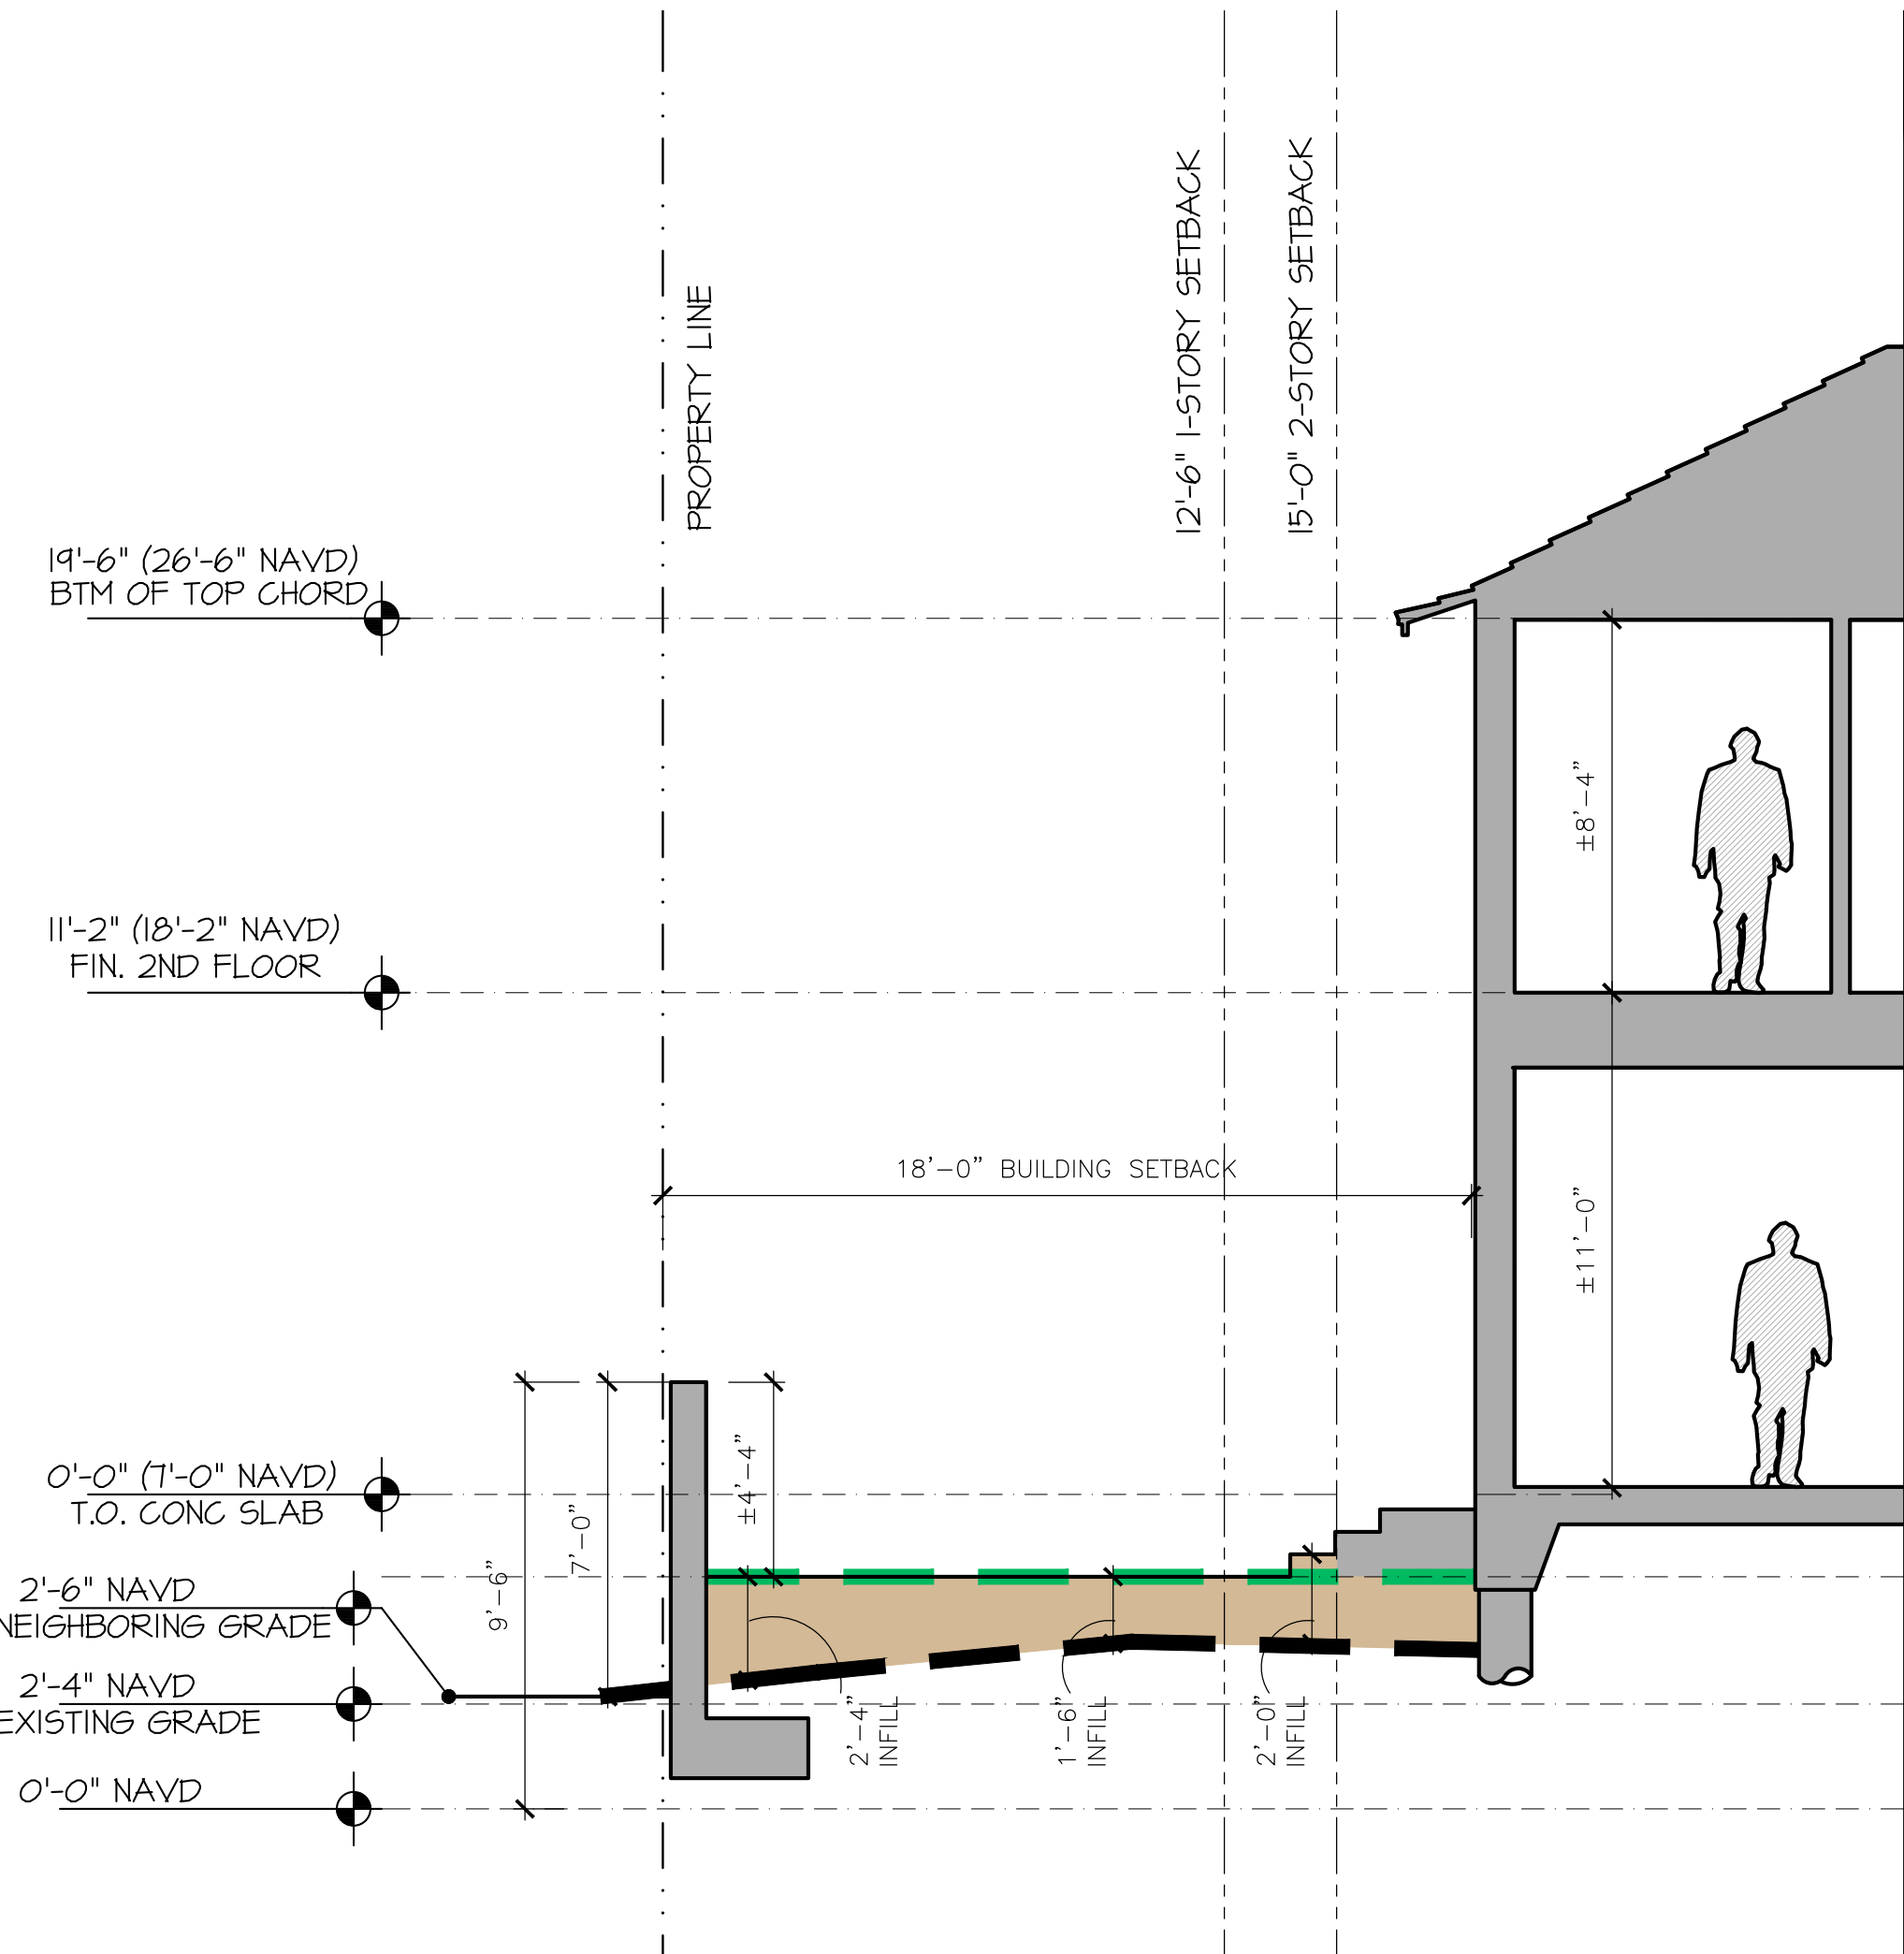 PROPERTY LINE
12'-6" 1-STORY SETBACK
15'-0" 2-STORY SETBACK
19'-6" (26'-6" NAVD)
BTM OF TOP CHORD
±8'-4"
11'-2" (18'-2" NAVD)
FIN. 2ND FLOOR
18'-0" BUILDING SETBACK
±11'-0"
0'-0" (7'-0" NAVD)
T.O. CONC SLAB
±4'-4"
7'-0"
9'-6"
2'-6" NAVD
NEIGHBORING GRADE
2'-4" NAVD
EXISTING GRADE
2'-4"
INFILL
1'-6"
INFILL
2'-0"
INFILL
0'-0" NAVD